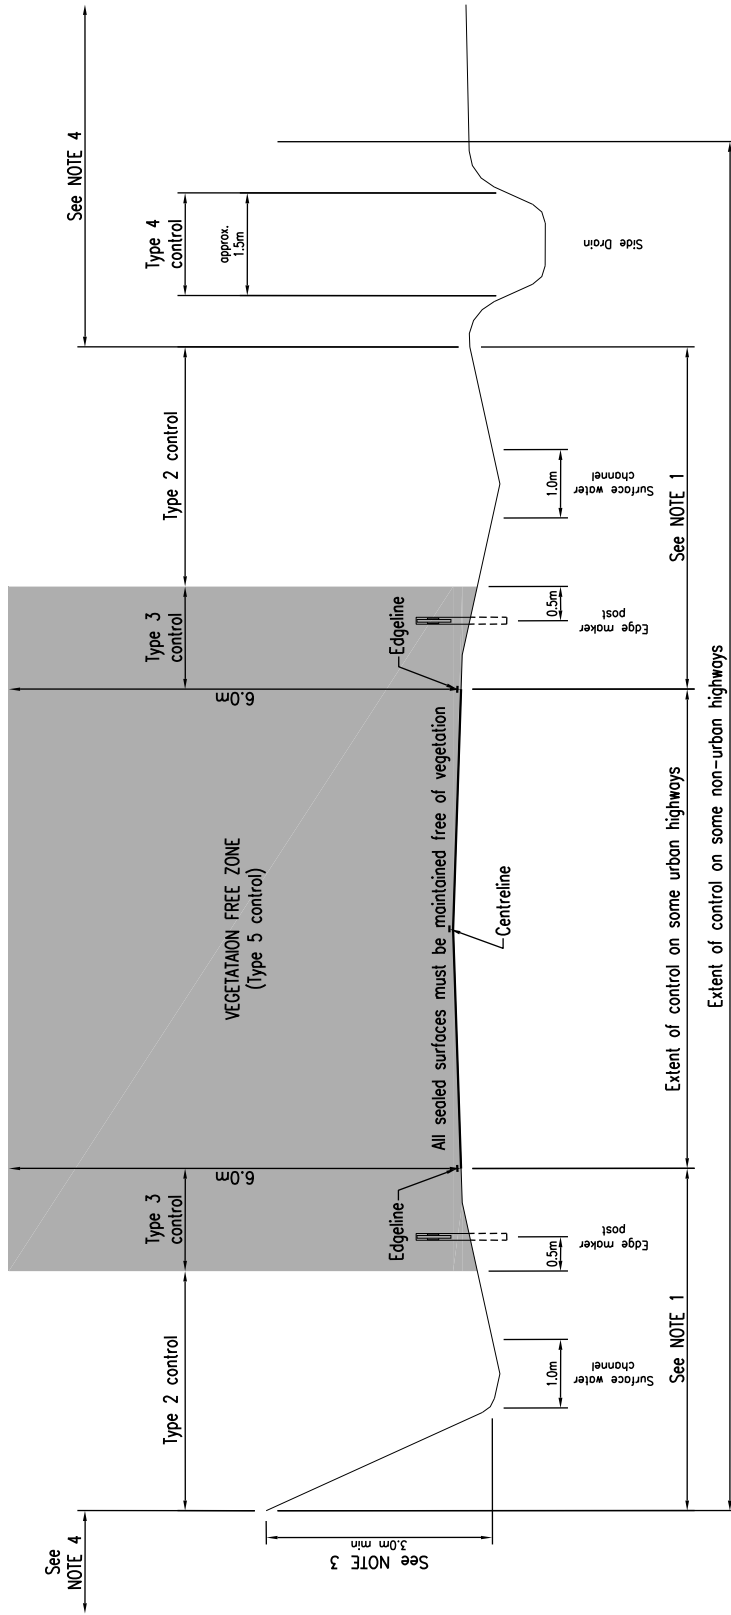 See
NOTE 4
See NOTE 4
Type 2 control
Type 3
control
Type 3
control
Type 2 control
Type 4
control
approx.
1.5m
6.0m
6.0m
VEGETATAION FREE ZONE
(Type 5 control)
See NOTE 3
3.0m min
Edgeline
All sealed surfaces must be maintained free of vegetation
Edgeline
Centreline
1.0m
Surface water
channel
0.5m
Edge maker
post
0.5m
Edge maker
post
1.0m
Surface water
channel
Side Drain
See NOTE 1
Extent of control on some urban highways
See NOTE 1
Extent of control on some non-urban highways